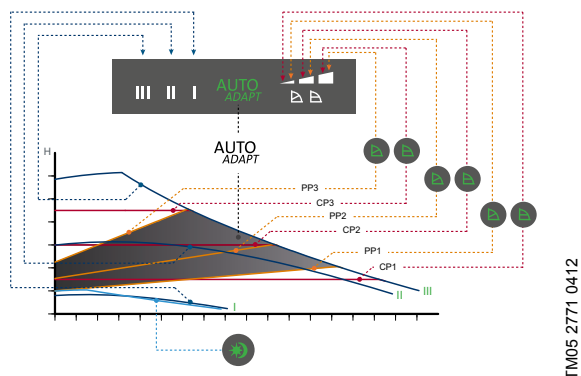 III II I AUTO ADAPT
AUTO ADAPT
H
PP3
CP3
PP2
CP2
PP1
CP1
I
II
III
TM05 2771 0412